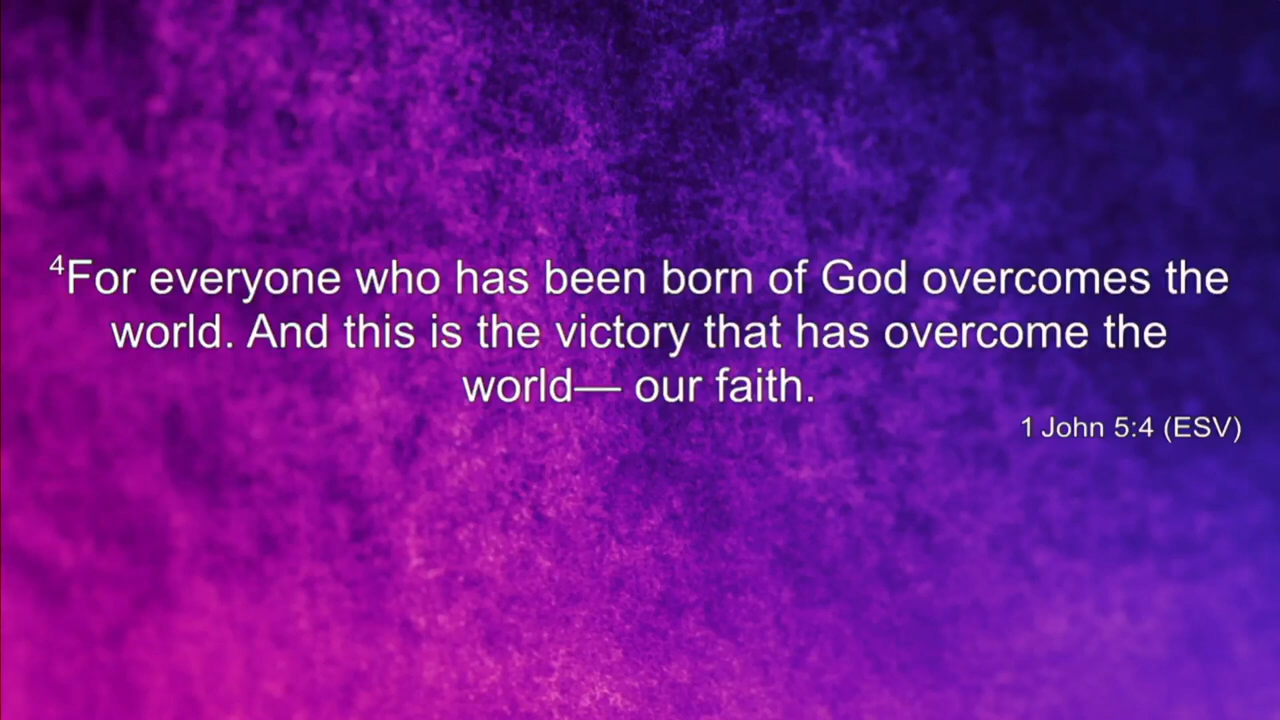 ⁴For everyone who has been born of God overcomes the
world. And this is the victory that has overcome the
world— our faith.
1 John 5:4 (ESV)